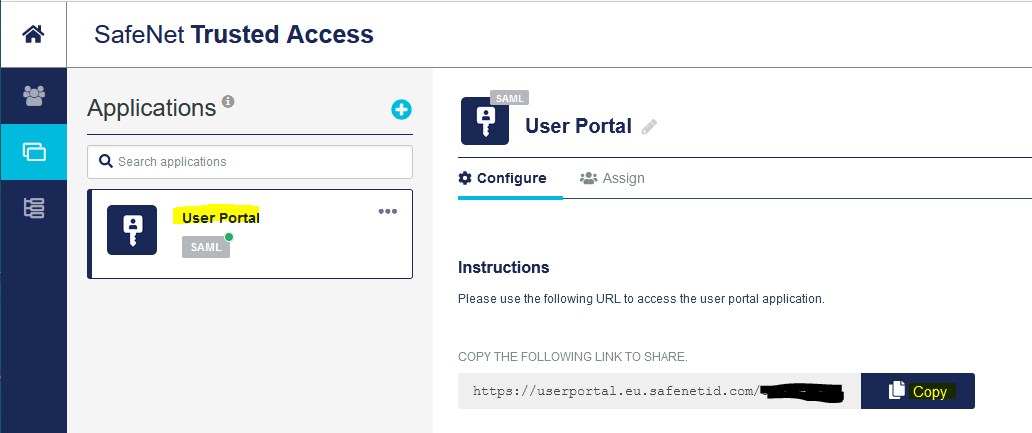 SafeNet Trusted Access
Applications
Search applications
User Portal
SAML
SAML
User Portal
Configure
Assign
Instructions
Please use the following URL to access the user portal application.
COPY THE FOLLOWING LINK TO SHARE.
https://userportal.eu.safenetid.com/
Copy